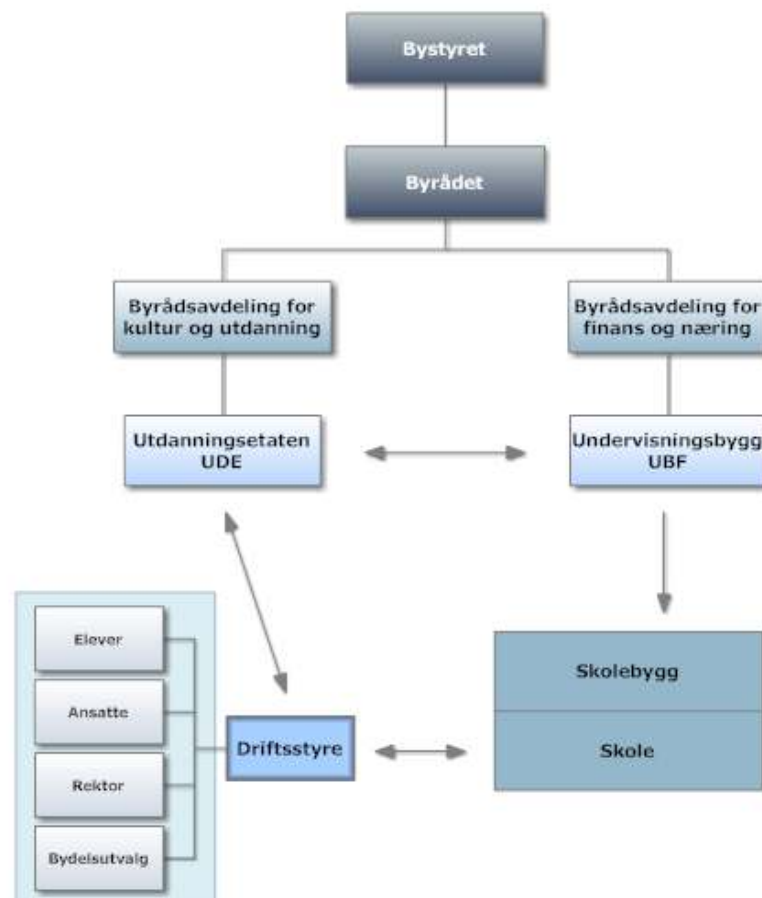 Bystyret
Byrådet
Byrådsavdeling for
kultur og utdanning
Byrådsavdeling for
finans og næring
Utdanningsetaten
UDE
Undervisningsbygg
UBF
Elever
Ansatte
Rektor
Bydelsutvalg
Driftsstyre
Skolebygg
Skole